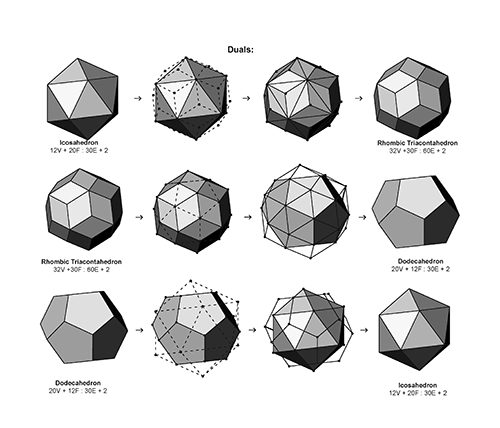 Duals:
Icosahedron
12V + 20F : 30E + 2
Rhombic Triacontahedron
32V +30F : 60E + 2
Rhombic Triacontahedron
32V +30F : 60E + 2
Dodecahedron
20V + 12F : 30E + 2
Dodecahedron
20V + 12F : 30E + 2
Icosahedron
12V + 20F : 30E + 2